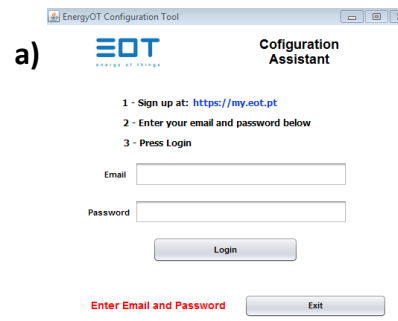 EnergyOT Configuration Tool
a)
EOT
energy of things
Cofiguration
Assistant
1 - Sign up at: https://my.eot.pt
2 - Enter your email and password below
3 - Press Login
Email
Password
Login
Enter Email and Password
Exit